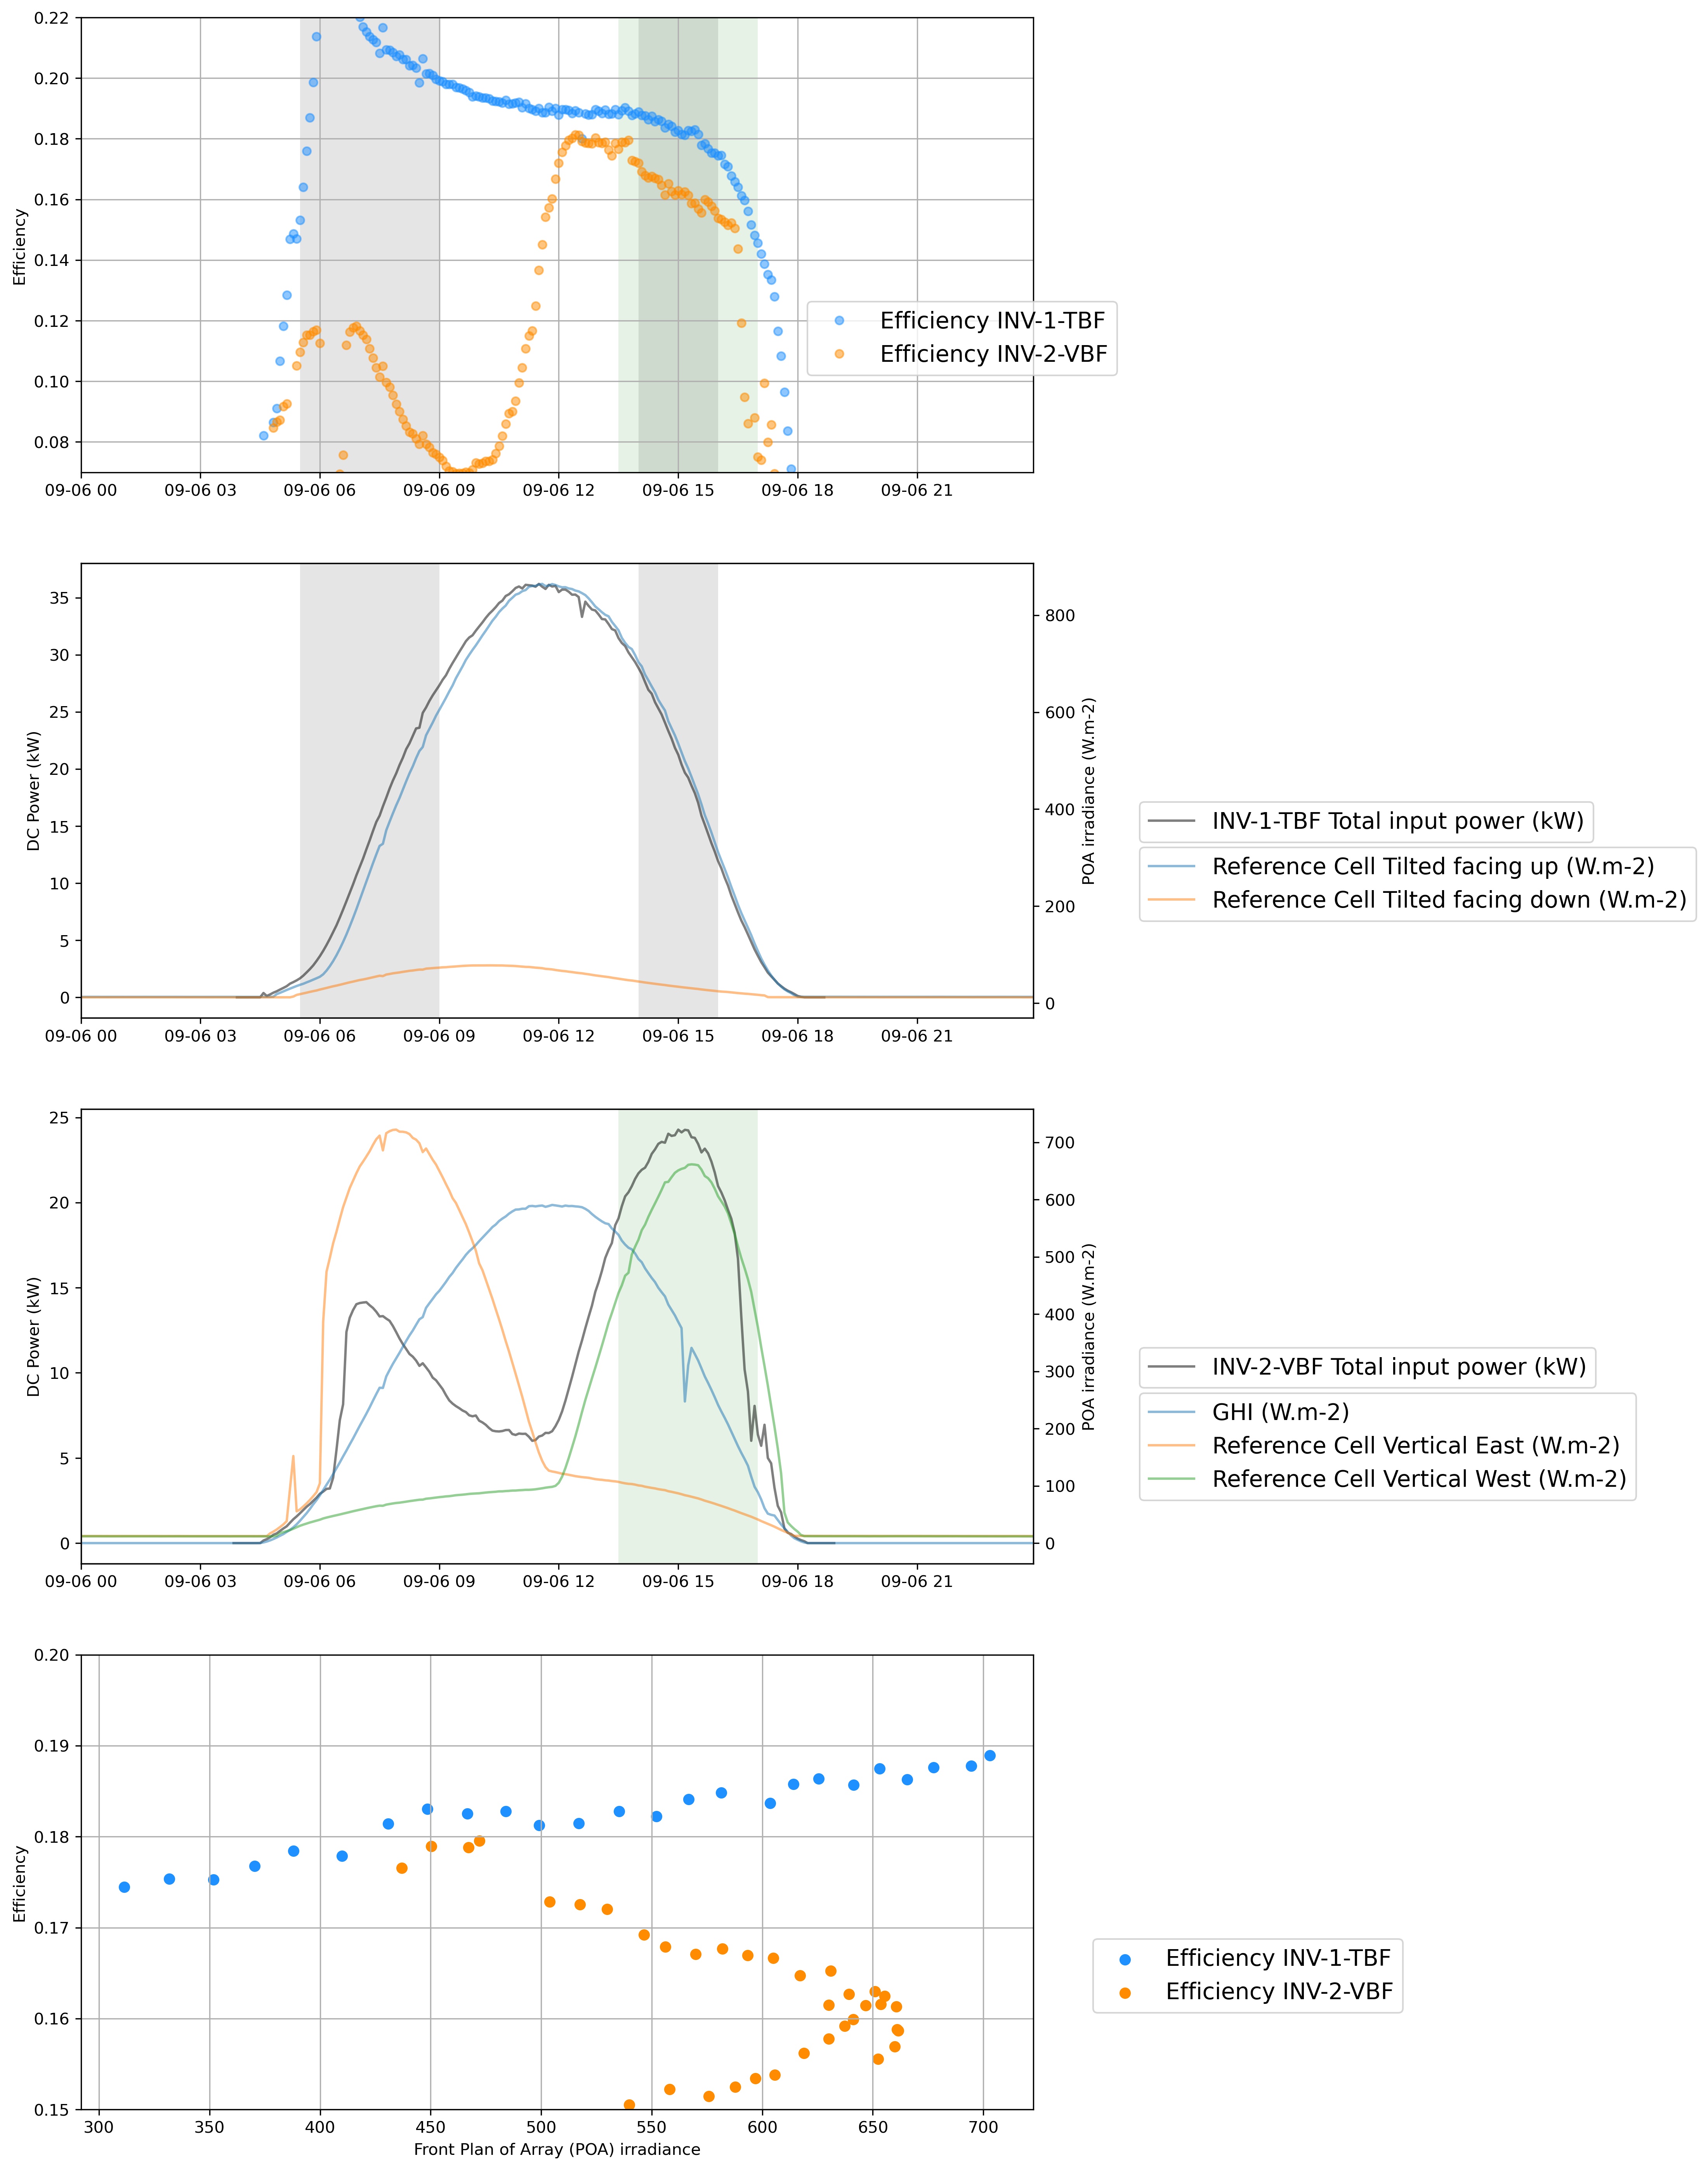 0.22
0.20
0.18
0.16
0.14
0.12
0.10
0.08
Efficiency
Efficiency INV-1-TBF
Efficiency INV-2-VBF
09-06 00 09-06 03 09-06 06 09-06 09 09-06 12 09-06 15 09-06 18 09-06 21
35
30
25
20
15
10
5
0
DC Power (kW)
800
600
400
200
0
POA irradiance (W.m-2)
INV-1-TBF Total input power (kW)
Reference Cell Tilted facing up (W.m-2)
Reference Cell Tilted facing down (W.m-2)
09-06 00 09-06 03 09-06 06 09-06 09 09-06 12 09-06 15 09-06 18 09-06 21
25
20
15
10
5
0
DC Power (kW)
700
600
500
400
300
200
100
0
POA irradiance (W.m-2)
INV-2-VBF Total input power (kW)
GHI (W.m-2)
Reference Cell Vertical East (W.m-2)
Reference Cell Vertical West (W.m-2)
09-06 00 09-06 03 09-06 06 09-06 09 09-06 12 09-06 15 09-06 18 09-06 21
0.20
0.19
0.18
0.17
0.16
0.15
Efficiency
Efficiency INV-1-TBF
Efficiency INV-2-VBF
300 350 400 450 500 550 600 650 700
Front Plan of Array (POA) irradiance